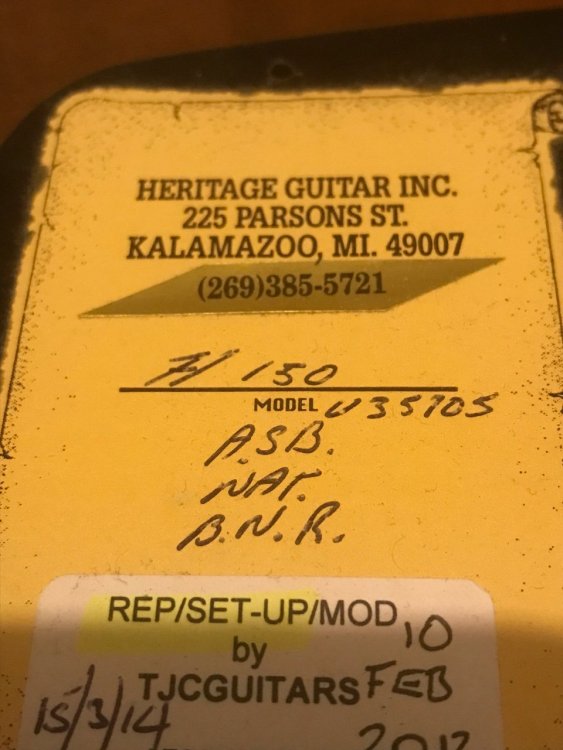 HERITAGE GUITAR INC.
225 PARSONS ST.
KALAMAZOO, MI. 49007
(269)385-5721
H 150
MODEL U35705
A.S.B.
NAT.
B.N.R.
REP/SET-UP/MOD 10
by
TJCGUITARS FEB
15/3/14